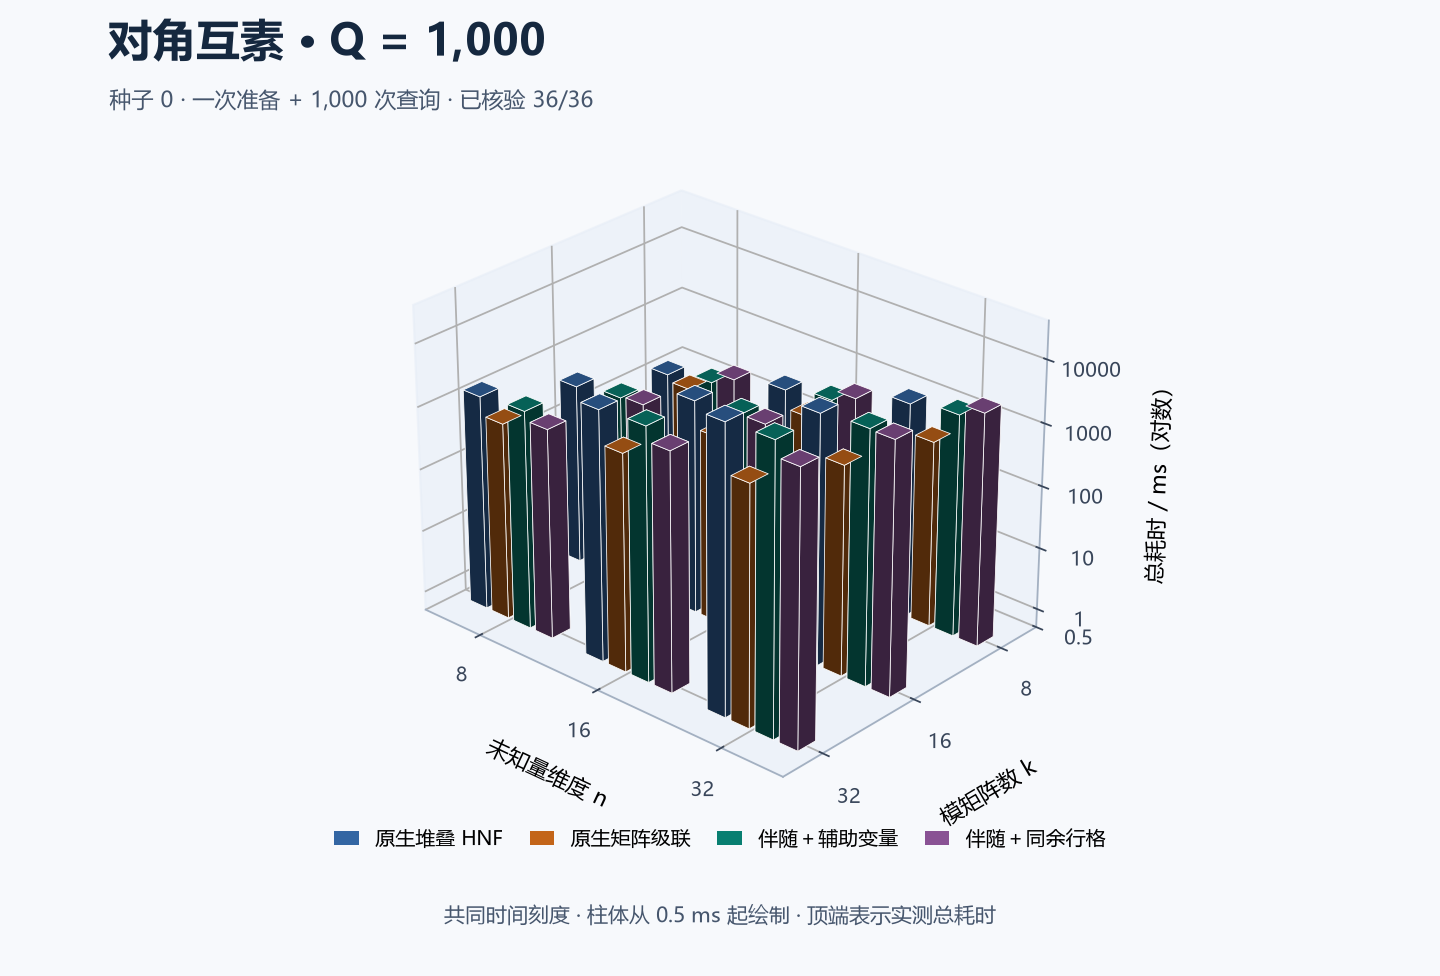 对角互素 • Q = 1,000
种子 0 · 一次准备 + 1,000 次查询 · 已核验 36/36
10000
1000
100
10
1
0.5
总耗时 / ms（对数）
8
16
32
未知量维度 n
8
16
32
模矩阵数 k
原生堆叠 HNF
原生矩阵级联
伴随 + 辅助变量
伴随 + 同余行格
共同时间刻度 · 柱体从 0.5 ms 起绘制 · 顶端表示实测总耗时